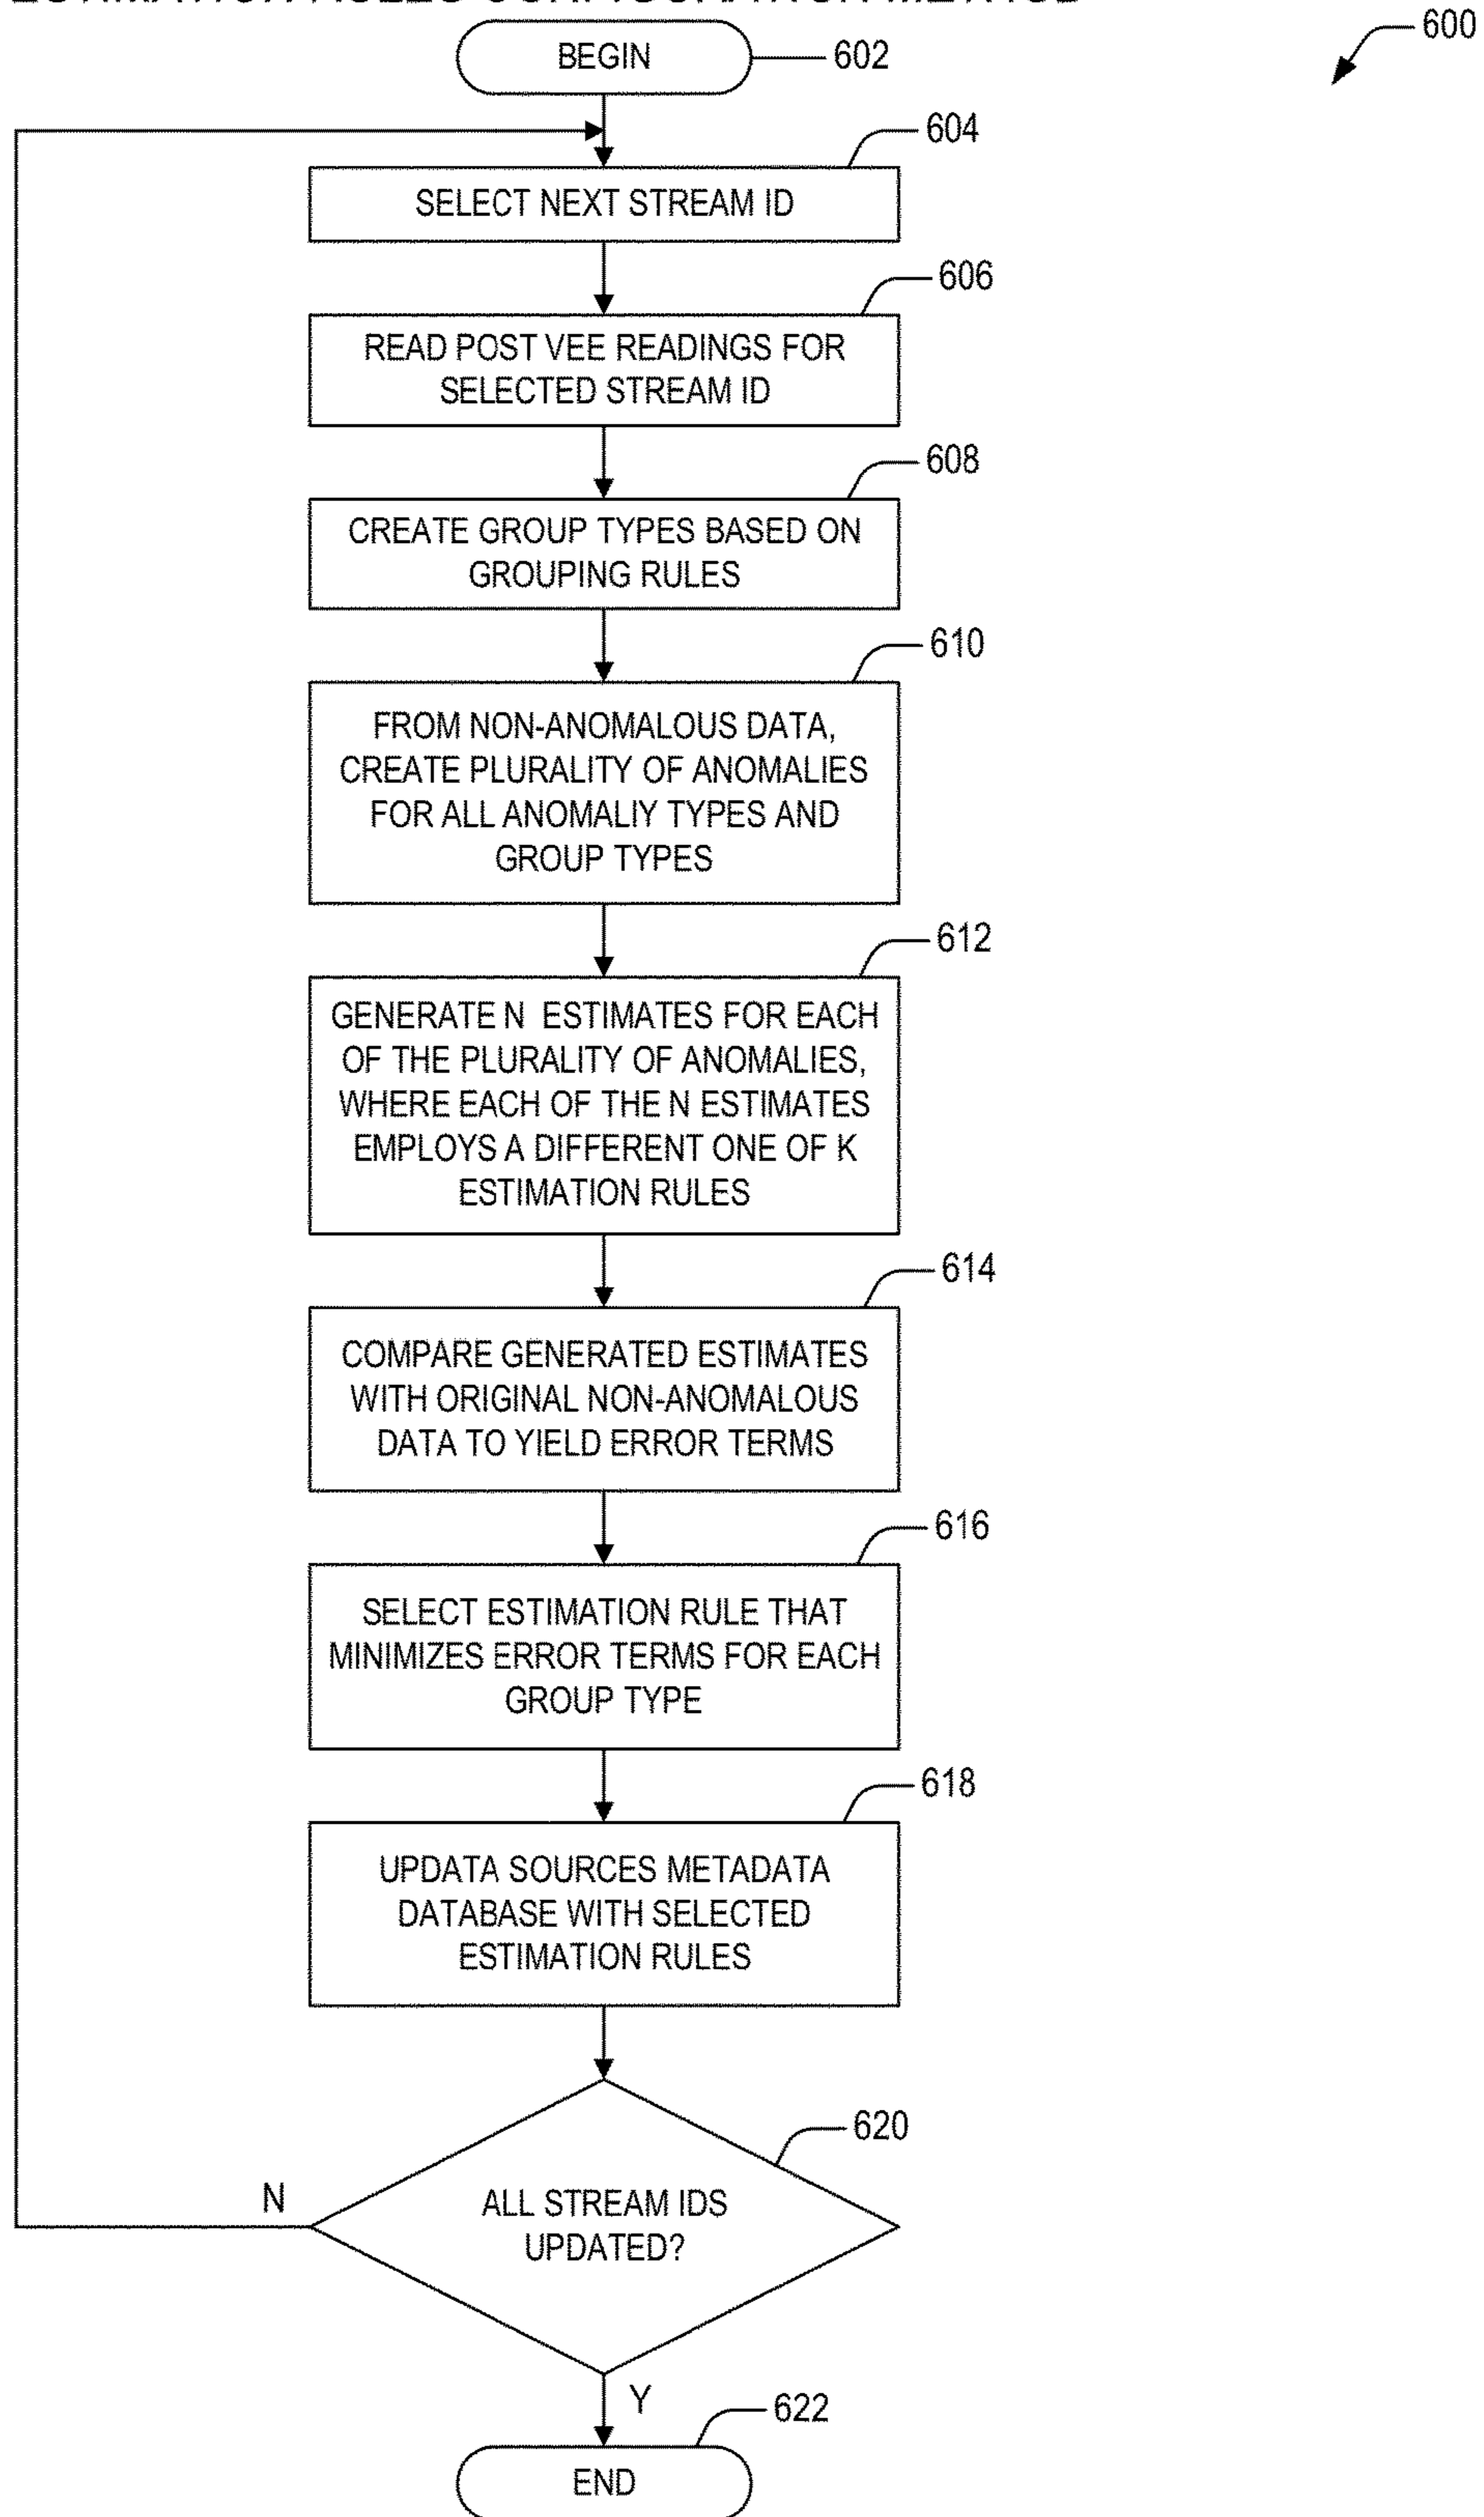 600
BEGIN
602
604
SELECT NEXT STREAM ID
606
READ POST VEE READINGS FOR
SELECTED STREAM ID
608
CREATE GROUP TYPES BASED ON
GROUPING RULES
610
FROM NON-ANOMALOUS DATA,
CREATE PLURALITY OF ANOMALIES
FOR ALL ANOMALIY TYPES AND
GROUP TYPES
612
GENERATE N ESTIMATES FOR EACH
OF THE PLURALITY OF ANOMALIES,
WHERE EACH OF THE N ESTIMATES
EMPLOYS A DIFFERENT ONE OF K
ESTIMATION RULES
614
COMPARE GENERATED ESTIMATES
WITH ORIGINAL NON-ANOMALOUS
DATA TO YIELD ERROR TERMS
616
SELECT ESTIMATION RULE THAT
MINIMIZES ERROR TERMS FOR EACH
GROUP TYPE
618
UPDATA SOURCES METADATA
DATABASE WITH SELECTED
ESTIMATION RULES
620
N
ALL STREAM IDS
UPDATED?
Y
622
END